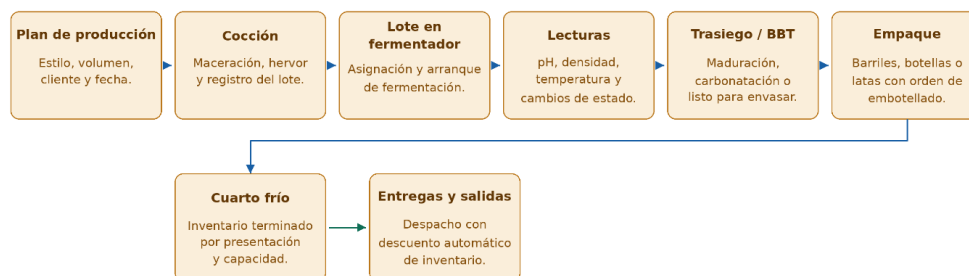 Plan de producción
Estilo, volumen,
cliente y fecha.
Cocción
Maceración, hervor
y registro del lote.
Lote en
fermentador
Asignación y arranque
de fermentación.
Lecturas
pH, densidad,
temperatura y
cambios de estado.
Trasiego / BBT
Maduración,
carbonatación o
listo para envasar.
Empaque
Barriles, botellas o
latas con orden de
embotellado.
Cuarto frío
Inventario terminado
por presentación
y capacidad.
Entregas y salidas
Despacho con
descuento automático
de inventario.